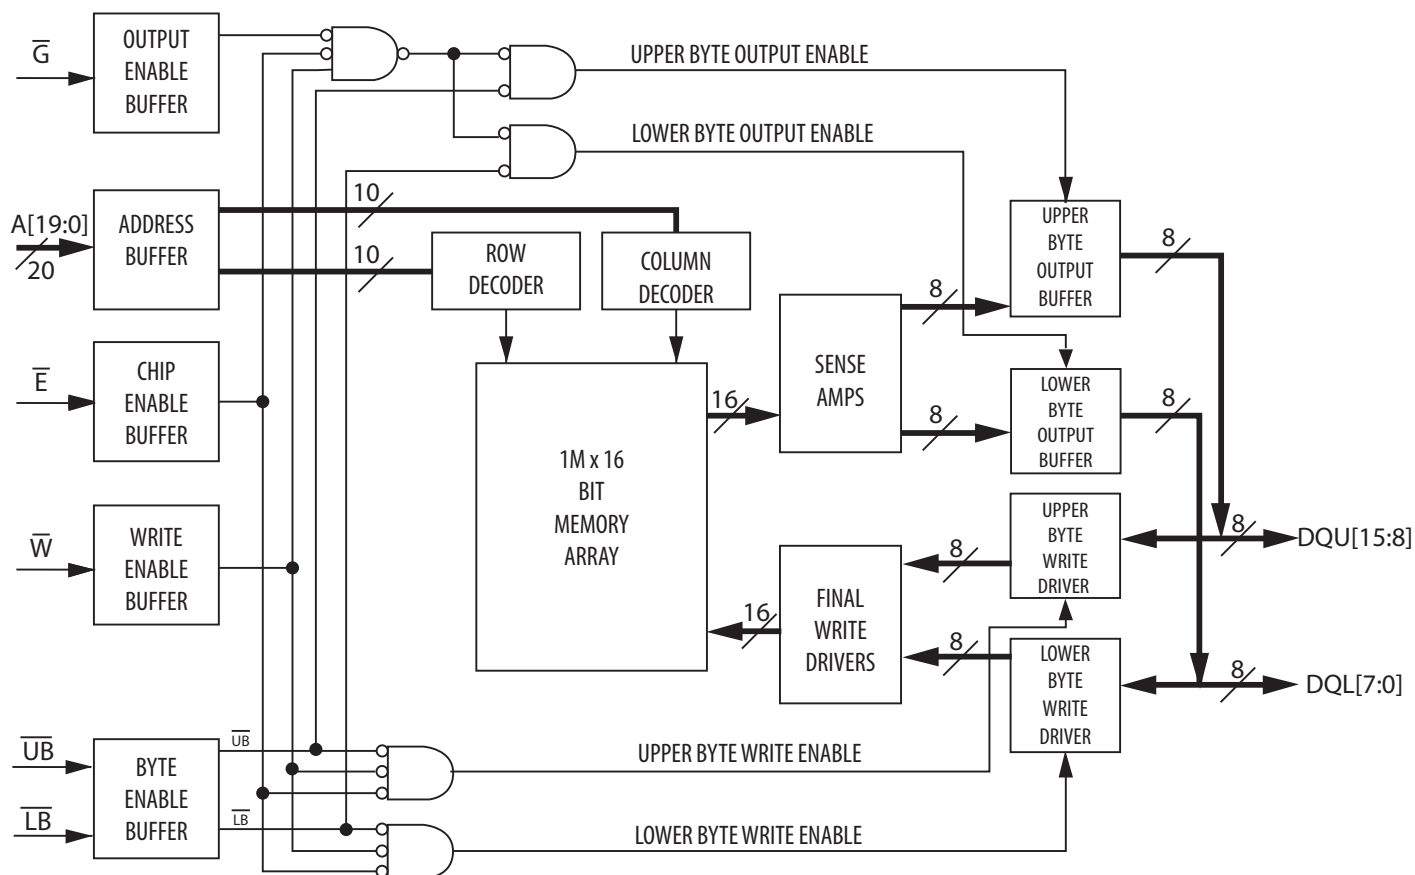 G̅
OUTPUT
ENABLE
BUFFER
UPPER BYTE OUTPUT ENABLE
LOWER BYTE OUTPUT ENABLE
A[19:0]
20
ADDRESS
BUFFER
10
10
ROW
DECODER
COLUMN
DECODER
UPPER
BYTE
OUTPUT
BUFFER
8
8
E̅
CHIP
ENABLE
BUFFER
SENSE
AMPS
16
8
LOWER
BYTE
OUTPUT
BUFFER
8
1M x 16
BIT
MEMORY
ARRAY
W̅
WRITE
ENABLE
BUFFER
UPPER
BYTE
WRITE
DRIVER
8
8
DQU[15:8]
FINAL
WRITE
DRIVERS
16
8
LOWER
BYTE
WRITE
DRIVER
8
DQL[7:0]
U̅B̅
L̅B̅
BYTE
ENABLE
BUFFER
U̅B̅
L̅B̅
UPPER BYTE WRITE ENABLE
LOWER BYTE WRITE ENABLE